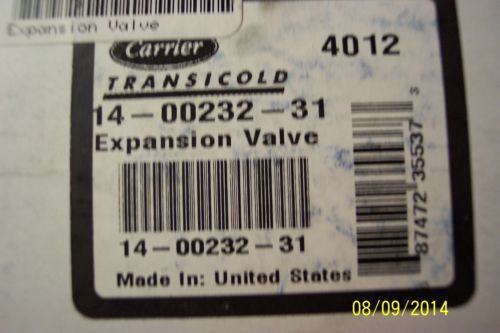 Expansion Valve
Carrier
4012
TRANSICOLD
14-00232-31
Expansion Valve
14-00232-31
Made In: United States
87472 35537
08/09/2014